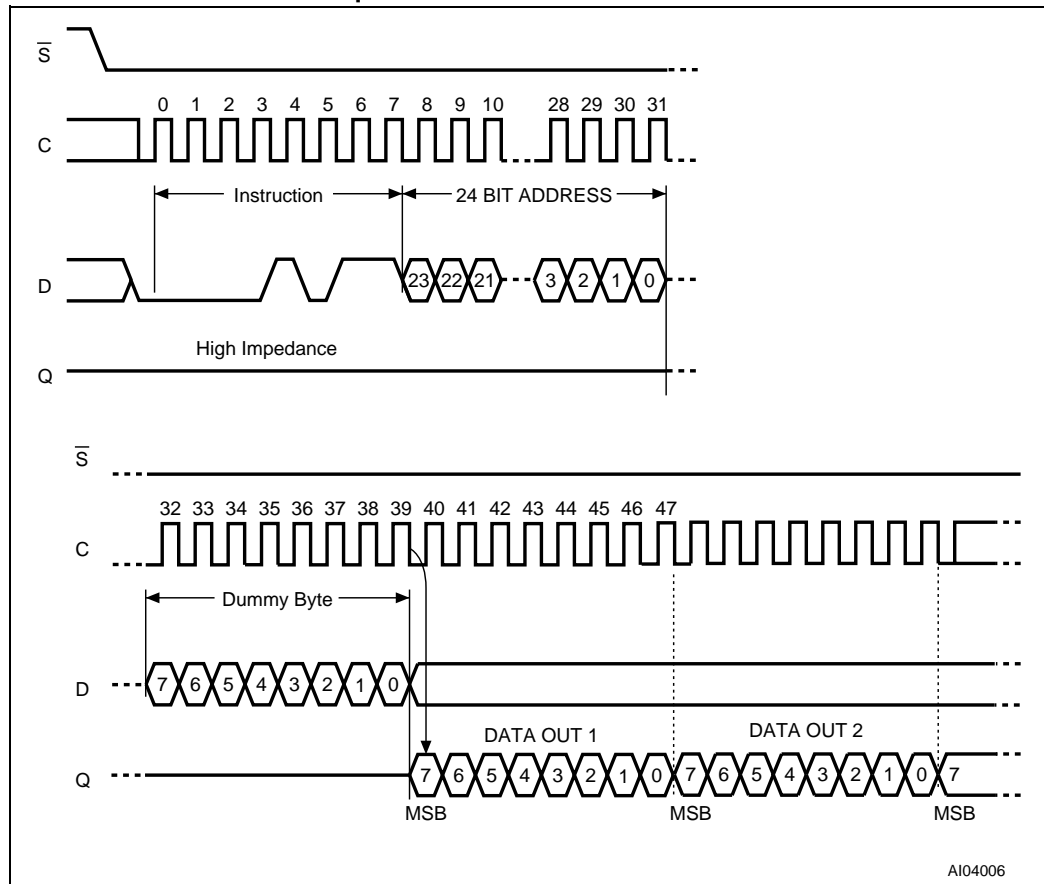 S
0 1 2 3 4 5 6 7 8 9 10 28 29 30 31
C
Instruction 24 BIT ADDRESS
D 23 22 21 3 2 1 0
High Impedance
Q
S
32 33 34 35 36 37 38 39 40 41 42 43 44 45 46 47
C
Dummy Byte
D 7 6 5 4 3 2 1 0
DATA OUT 1 DATA OUT 2
Q 7 6 5 4 3 2 1 0 7 6 5 4 3 2 1 0 7
MSB MSB MSB
AI04006